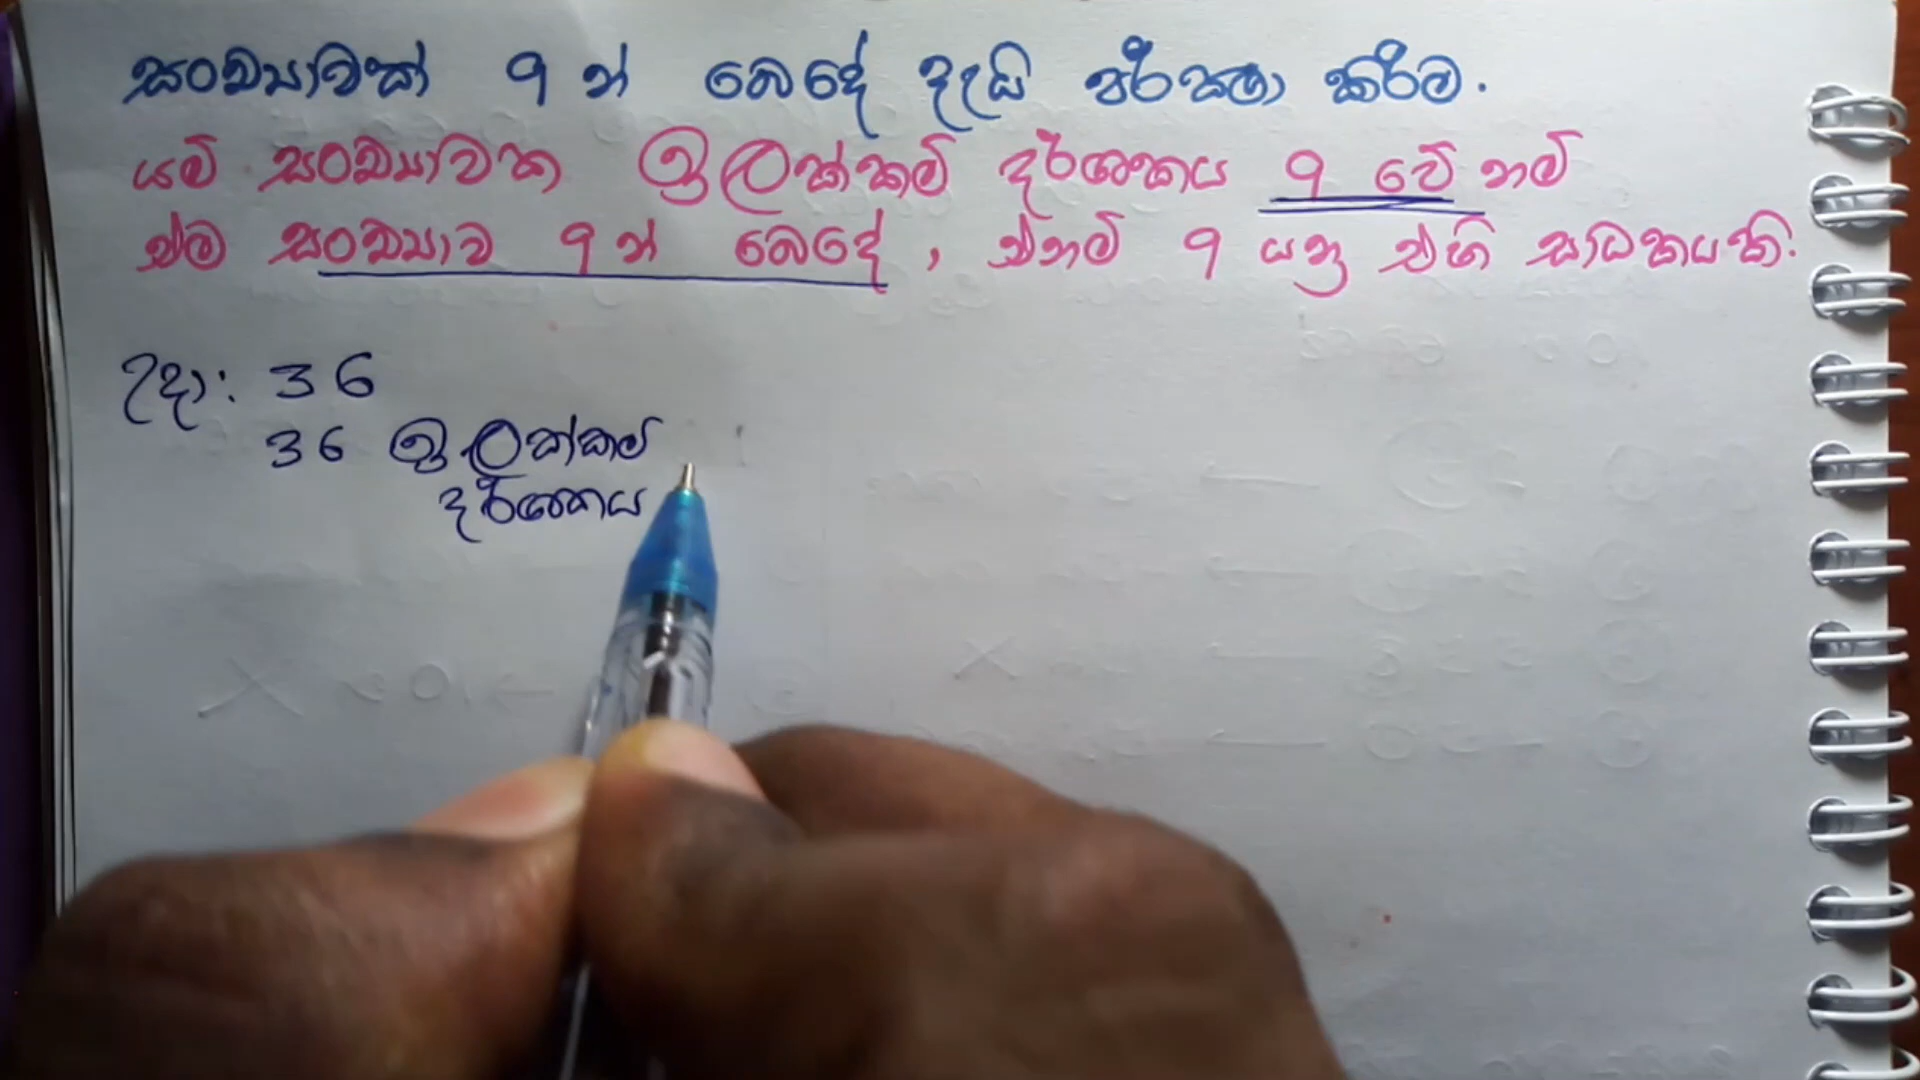 සංඛ්‍යාවක් 9 න් බෙදේ දැයි පරීක්ෂා කිරීම.
යම් සංඛ්‍යාවක ඉලක්කම් දර්ශකය 9 වේ නම්
එම සංඛ්‍යාව 9 න් බෙදේ, එනම් 9 යනු එහි සාධකයකි.
උදා: 36
36 ඉලක්කම්
දර්ශකය